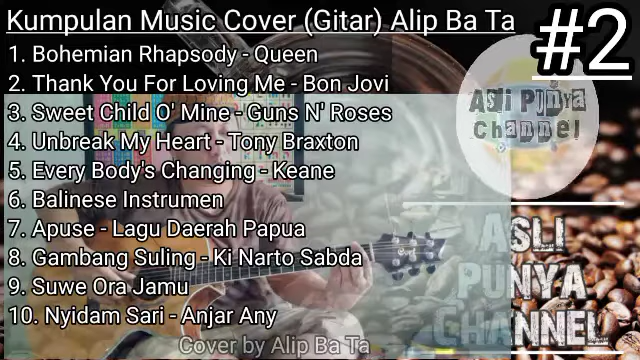 Kumpulan Music Cover (Gitar) Alip Ba Ta
#2
1. Bohemian Rhapsody - Queen
2. Thank You For Loving Me - Bon Jovi
3. Sweet Child O' Mine - Guns N' Roses
4. Unbreak My Heart - Tony Braxton
5. Every Body's Changing - Keane
6. Balinese Instrumen
7. Apuse - Lagu Daerah Papua
8. Gambang Suling - Ki Narto Sabda
9. Suwe Ora Jamu
10. Nyidam Sari - Anjar Any
Cover by Alip Ba Ta
Asli Punya
Channel
ASLI
PUNYA
CHANNEL